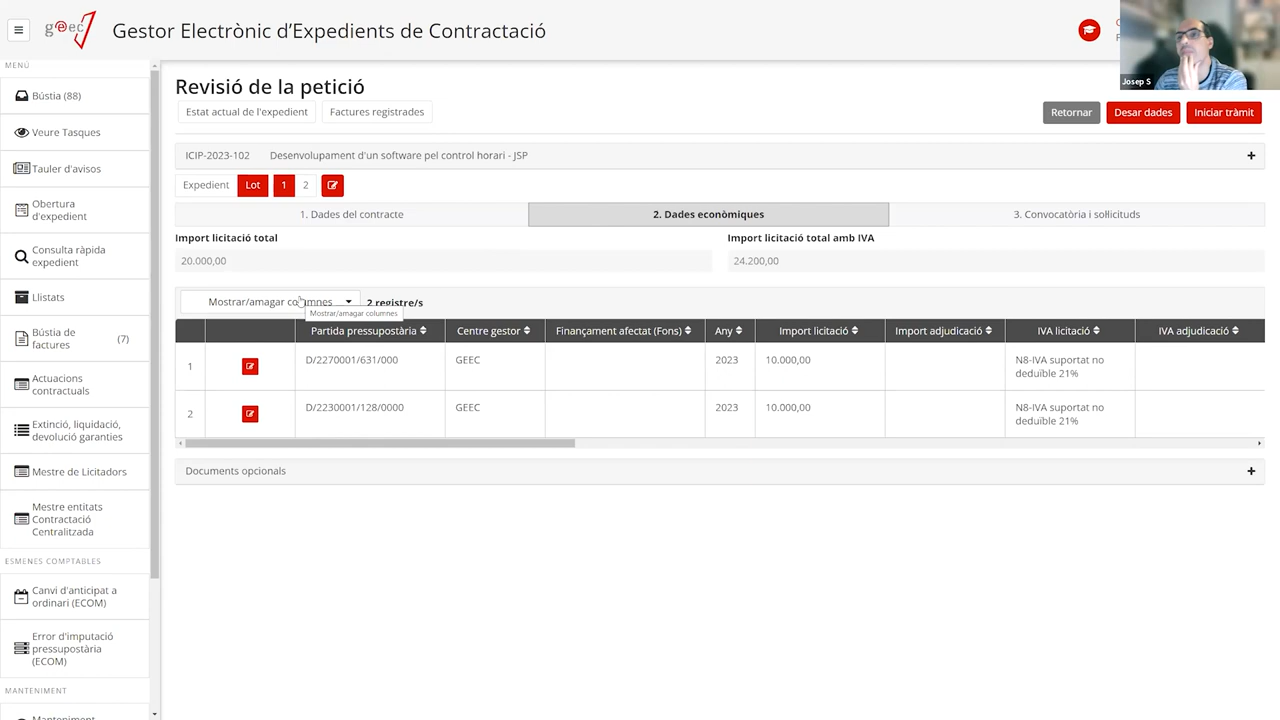 geec
Gestor Electrònic d'Expedients de Contractació
Josep S
MENÚ
Bústia (88)
Veure Tasques
Tauler d'avisos
Obertura
d'expedient
Consulta ràpida
expedient
Llistats
Bústia de
factures
(7)
Actuacions
contractuals
Extinció, liquidació,
devolució garanties
Mestre de Licitadors
Mestre entitats
Contractació
Centralitzada
ESMENES COMPTABLES
Canvi d'anticipat a
ordinari (ECOM)
Error d'imputació
pressupostària
(ECOM)
MANTENIMENT
Manteniment
Revisió de la petició
Estat actual de l'expedient Factures registrades
Retornar Desar dades Iniciar tràmit
ICIP-2023-102 Desenvolupament d'un software pel control horari - JSP +
Expedient Lot 1 2
1. Dades del contracte 2. Dades econòmiques 3. Convocatòria i sol·licituds
Import licitació total Import licitació total amb IVA
20.000,00 24.200,00
Mostrar/amagar columnes 2 registre/s
Mostrar/amagar columnes
Partida pressupostària Centre gestor Finançament afectat (Fons) Any Import licitació Import adjudicació IVA licitació IVA adjudicació
1 D/2270001/631/000 GEEC 2023 10.000,00 N8-IVA suportat no
deduïble 21%
2 D/2230001/128/0000 GEEC 2023 10.000,00 N8-IVA suportat no
deduïble 21%
Documents opcionals +